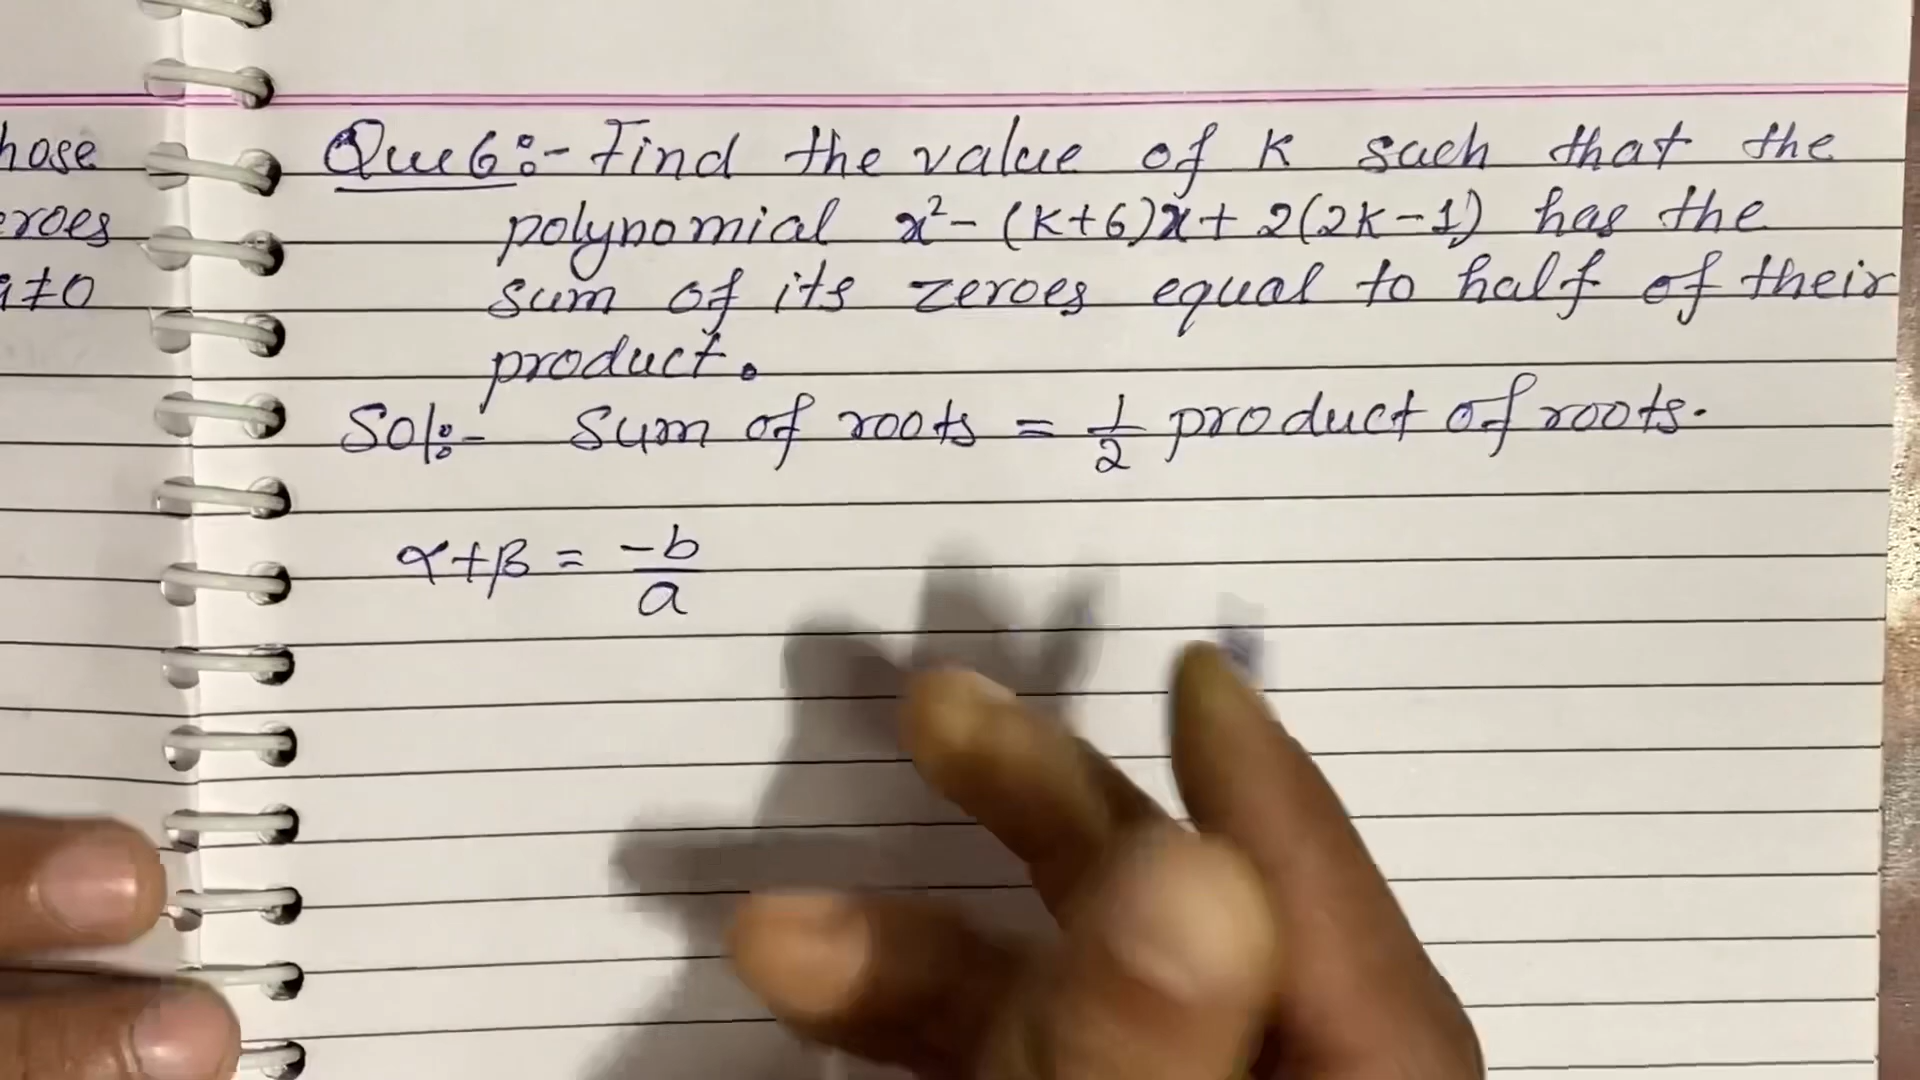 hose
eroes
a≠0
Que6:- Find the value of K such that the
polynomial x² - (K+6)x + 2(2K-1) has the
sum of its zeroes equal to half of their
product.
Sol:- Sum of roots = 1/2 product of roots.
α+β = -b/a